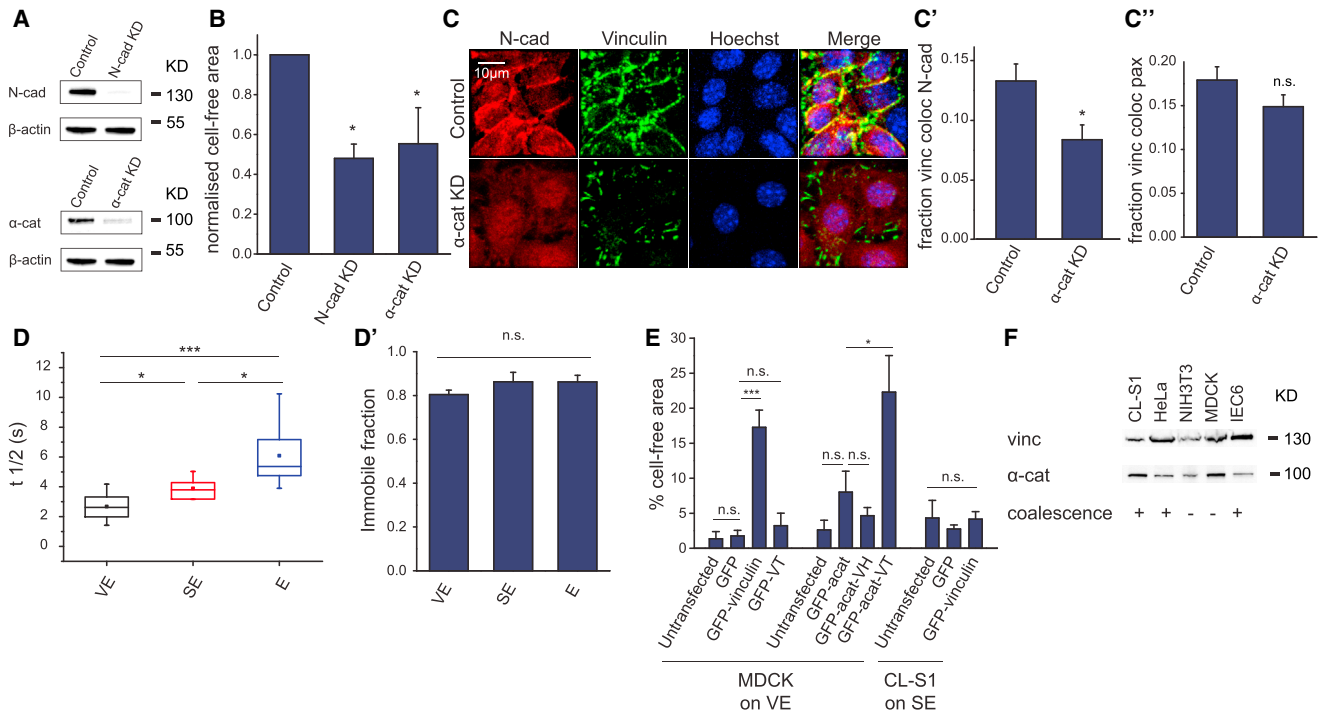 A
Control
N-cad KD
KD
N-cad
130
β-actin
55
Control
α-cat KD
KD
α-cat
100
55
β-actin
B
normalised cell-free area
1.0
0.8
0.6
0.4
0.2
0.0
*
*
Control
N-cad KD
α-cat KD
C
N-cad
Vinculin
Hoechst
Merge
10μm
Control
α-cat KD
C'
fraction vinc coloc N-cad
0.15
0.10
0.05
0.00
*
Control
α-cat KD
C''
fraction vinc coloc pax
0.20
0.15
0.10
0.05
0.00
n.s.
Control
α-cat KD
D
t 1/2 (s)
12
10
8
6
4
2
0
***
*
*
VE
SE
E
D'
Immobile fraction
1.0
0.8
0.6
0.4
0.2
0.0
n.s.
VE
SE
E
E
% cell-free area
30
25
20
15
10
5
0
n.s.
***
n.s.
n.s.
n.s.
*
n.s.
Untransfected
GFP
GFP-vinculin
GFP-VT
Untransfected
GFP-acat
GFP-acat-VH
GFP-acat-VT
Untransfected
GFP
GFP-vinculin
MDCK
on VE
CL-S1
on SE
F
CL-S1
HeLa
NIH3T3
MDCK
IEC6
KD
vinc
130
α-cat
100
coalescence + + - - +